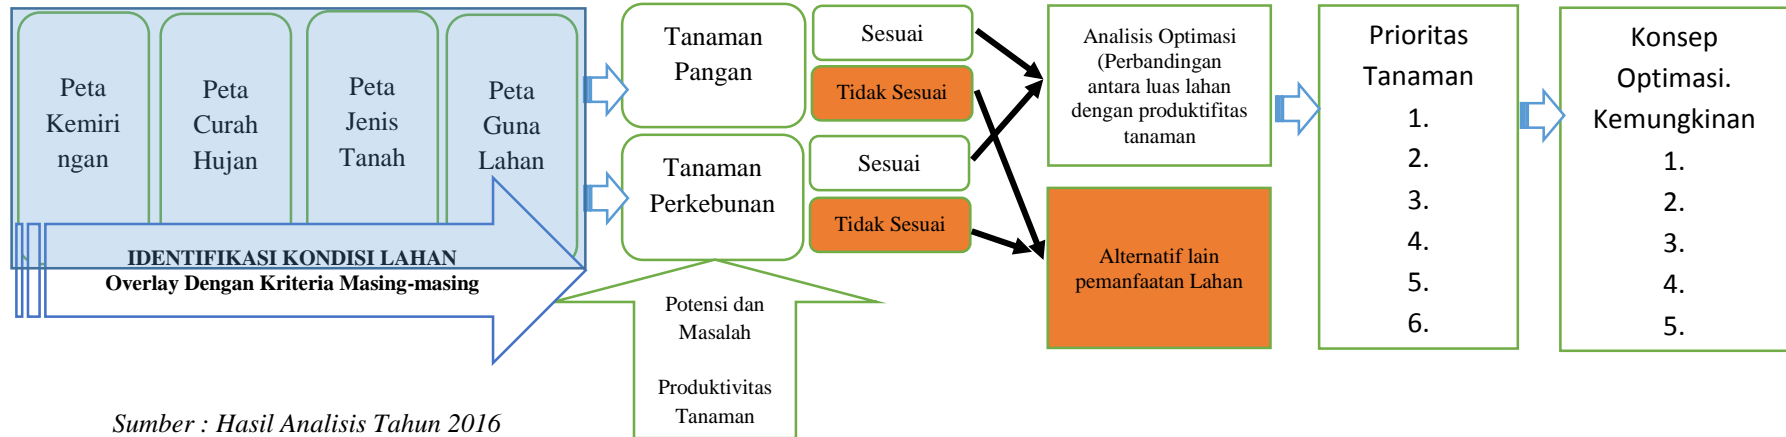 Peta
Kemiri
ngan
Peta
Curah
Hujan
Peta
Jenis
Tanah
Peta
Guna
Lahan
IDENTIFIKASI KONDISI LAHAN
Overlay Dengan Kriteria Masing-masing
Tanaman
Pangan
Sesuai
Tidak Sesuai
Tanaman
Perkebunan
Sesuai
Tidak Sesuai
Potensi dan
Masalah
Produktivitas
Tanaman
Analisis Optimasi
(Perbandingan
antara luas lahan
dengan produktifitas
tanaman
Alternatif lain
pemanfaatan Lahan
Prioritas
Tanaman
1.
2.
3.
4.
5.
6.
Konsep
Optimasi.
Kemungkinan
1.
2.
3.
4.
5.
Sumber : Hasil Analisis Tahun 2016